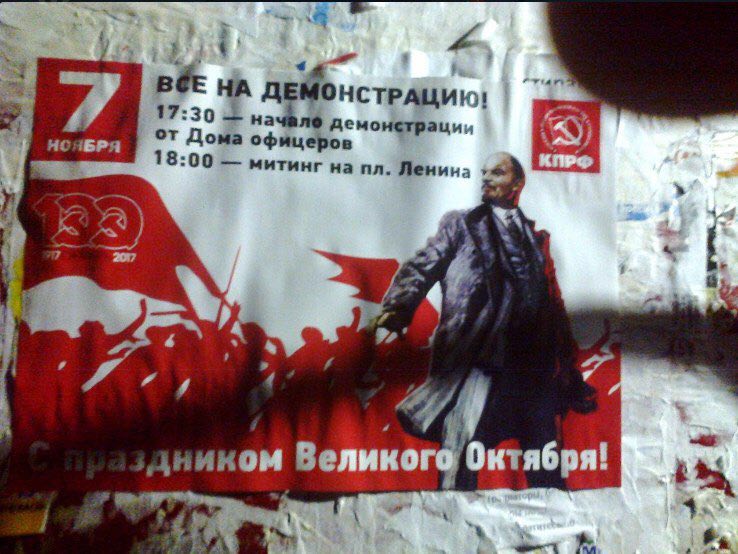 7
НОЯБРЯ
ВСЕ НА ДЕМОНСТРАЦИЮ!
17:30 — начало демонстрации
от Дома офицеров
18:00 — митинг на пл. Ленина
КПРФ
100
1917 2017
С праздником Великого Октября!